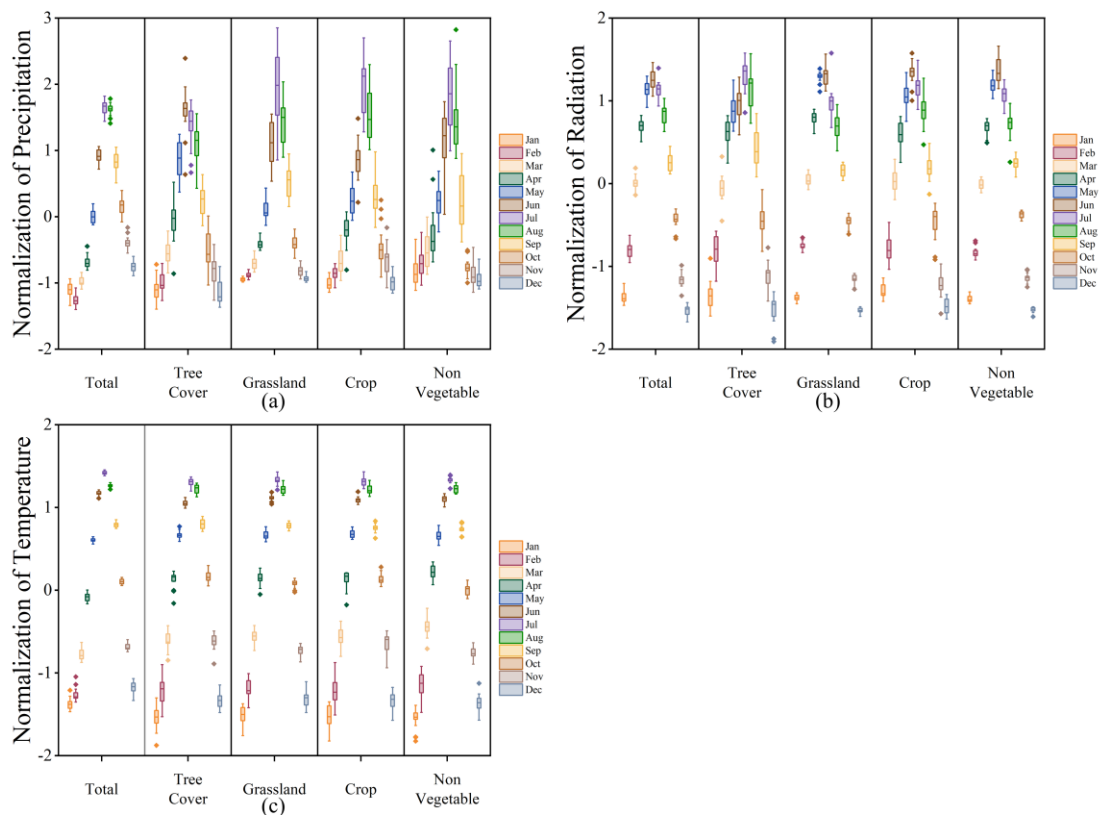 Normalization of Precipitation
3
2
1
0
-1
-2
Total
Tree
Cover
Grassland
Crop
Non
Vegetable
(a)
Jan
Feb
Mar
Apr
May
Jun
Jul
Aug
Sep
Oct
Nov
Dec
Normalization of Radiation
2
1
0
-1
-2
Total
Tree
Cover
Grassland
Crop
Non
Vegetable
(b)
Jan
Feb
Mar
Apr
May
Jun
Jul
Aug
Sep
Oct
Nov
Dec
Normalization of Temperature
2
1
0
-1
-2
Total
Tree
Cover
Grassland
Crop
Non
Vegetable
(c)
Jan
Feb
Mar
Apr
May
Jun
Jul
Aug
Sep
Oct
Nov
Dec